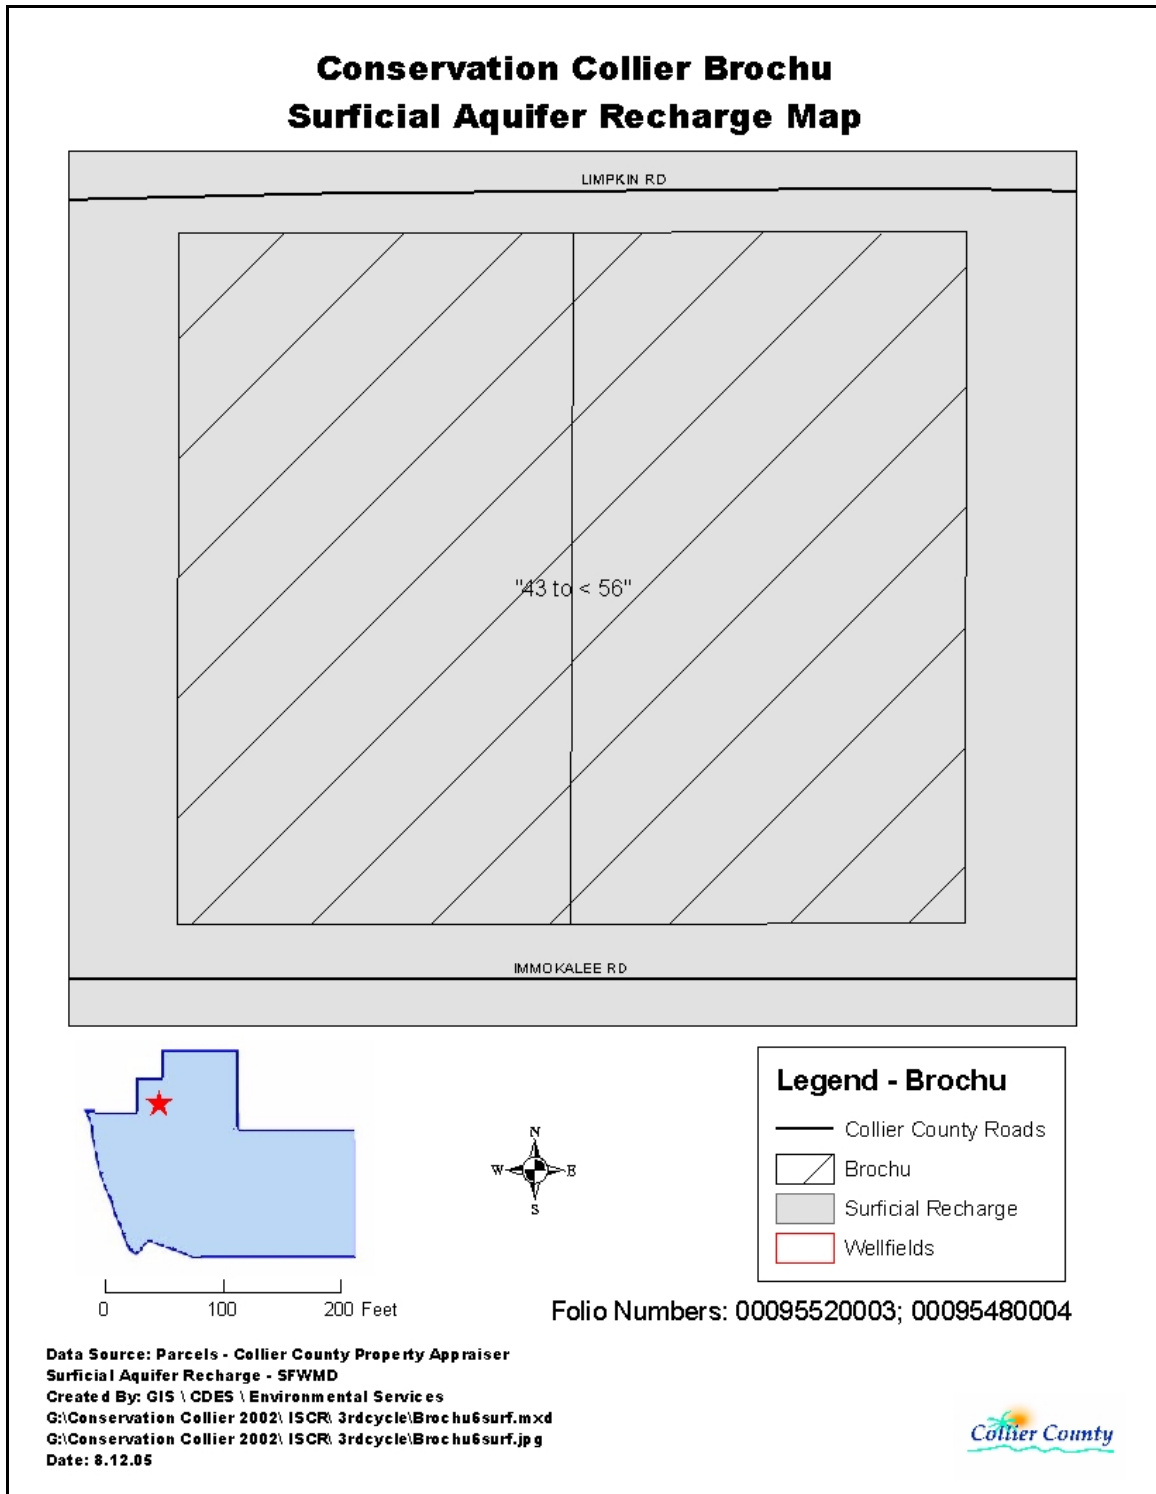 Conservation Collier Brochu
Surficial Aquifer Recharge Map
LIMPKIN RD
"43 to < 56"
IMMOKALEE RD
Legend - Brochu
Collier County Roads
Brochu
Surficial Recharge
Wellfields
N
W E
S
0 100 200 Feet
Folio Numbers: 00095520003; 00095480004
Data Source: Parcels - Collier County Property Appraiser
Surficial Aquifer Recharge - SFWMD
Created By: GIS \ CDES \ Environmental Services
G:\Conservation Collier 2002\ ISCR\ 3rdcycle\Brochu6surf.mxd
G:\Conservation Collier 2002\ ISCR\ 3rdcycle\Brochu6surf.jpg
Date: 8.12.05
Collier County